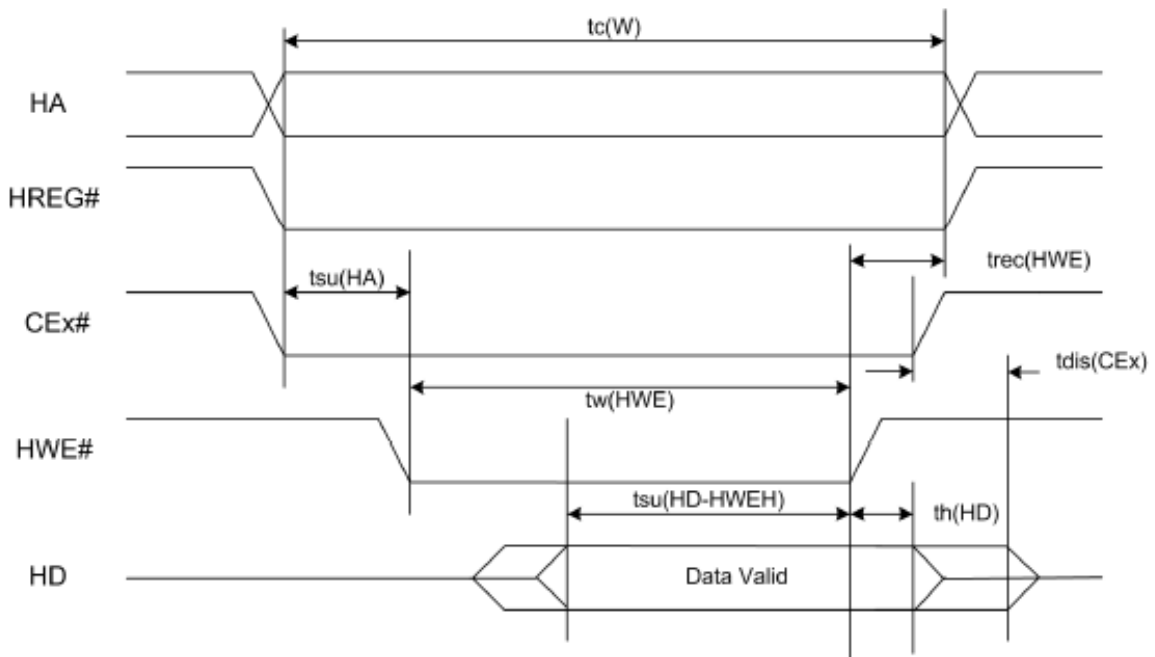 tc(W)
HA
HREG#
tsu(HA)
trec(HWE)
CEx#
tdis(CEx)
tw(HWE)
HWE#
tsu(HD-HWEH)
th(HD)
HD
Data Valid